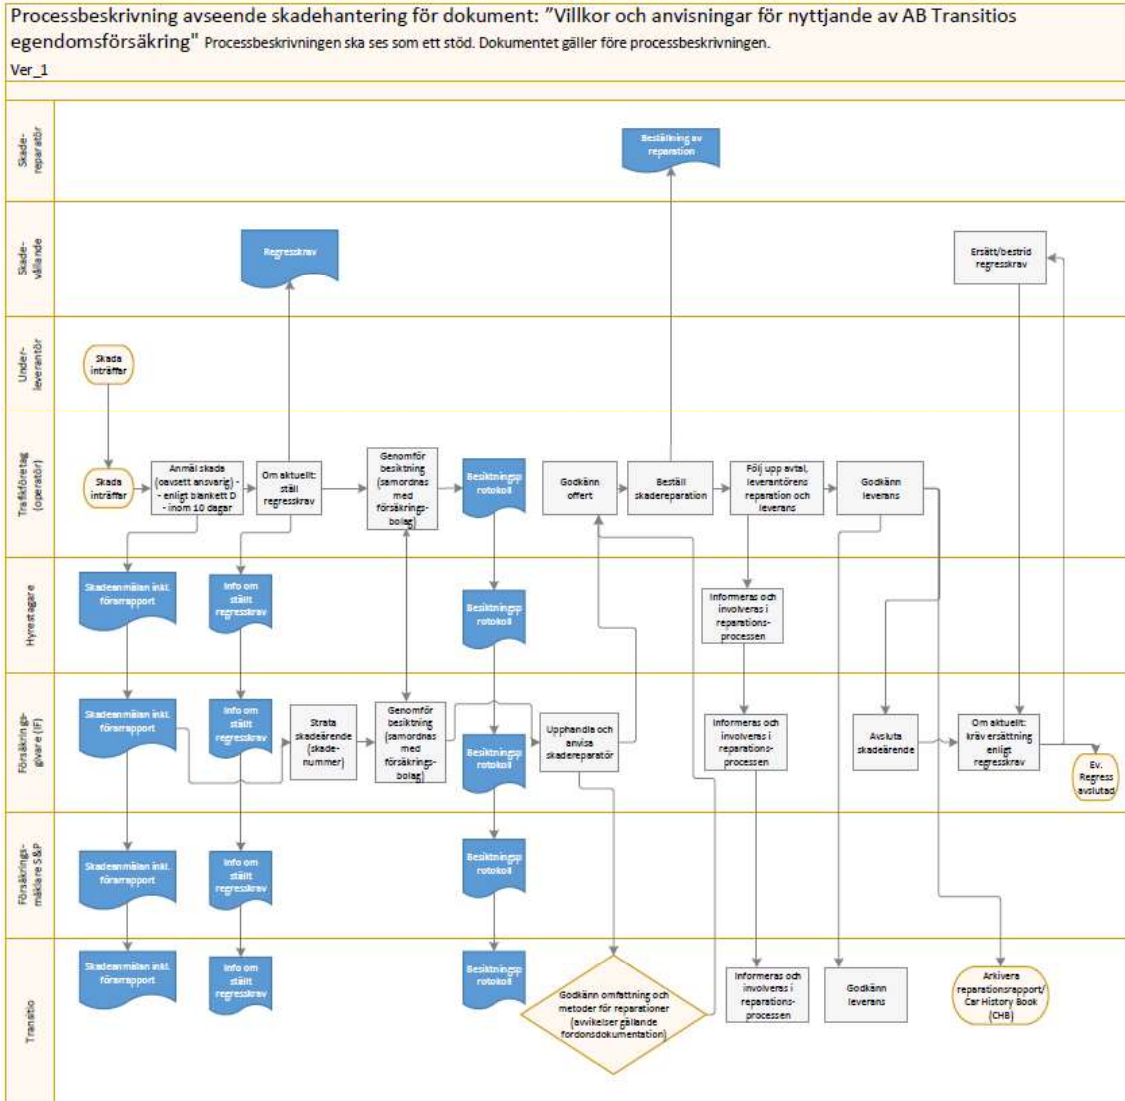 Processbeskrivning avseende skadehantering för dokument: "Villkor och anvisningar för nyttjande av AB Transitios
egendomsförsäkring" Processbeskrivningen ska ses som ett stöd. Dokumentet gäller före processbeskrivningen.
Ver_1
Skade-
reparatör
Beställning av
reparation
Skade-
vållande
Regresskrav
Ersätt/bestrid
regresskrav
Under-
leverantör
Skada
inträffar
Trafikföretag
(operatör)
Skada
inträffar
Anmäl skada
(oavsett ansvarig) -
- enligt blankett D
- inom 10 dagar
Om aktuellt:
ställ
regresskrav
Genomför
besiktning
(samordnas
med
försäkrings-
bolag)
Besiktningsp
rotokoll
Godkänn
offert
Beställ
skadereparation
Följ upp avtal,
leverantörens
reparation och
leverans
Godkänn
leverans
Hyrestagare
Skadeanmälan inkl.
förarrapport
Info om
ställt
regresskrav
Besiktningsp
rotokoll
Informeras och
involveras i
reparations-
processen
Försäkrings-
givare (IF)
Skadeanmälan inkl.
förarrapport
Info om
ställt
regresskrav
Strata
skadeärende
(skade-
nummer)
Genomför
besiktning
(samordnas
med
försäkrings-
bolag)
Besiktningsp
rotokoll
Upphandla och
anvisa
skadereparatör
Informeras och
involveras i
reparations-
processen
Avsluta
skadeärende
Om aktuellt:
kräv ersättning
enligt
regresskrav
Ev.
Regress
avslutad
Försäkrings-
mäklare S&P
Skadeanmälan inkl.
förarrapport
Info om
ställt
regresskrav
Besiktningsp
rotokoll
Transitio
Skadeanmälan inkl.
förarrapport
Info om
ställt
regresskrav
Besiktningsp
rotokoll
Godkänn omfattning och
metoder för reparationer
(avvikelser gällande
fordonsdokumentation)
Informeras och
involveras i
reparations-
processen
Godkänn
leverans
Arkivera
reparationsrapport/
Car History Book
(CHB)